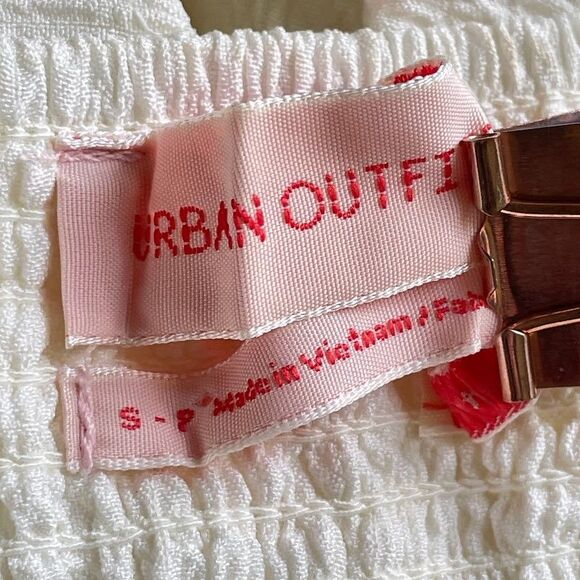 URBAN OUTFI
S - P Made in Vietnam / Fab